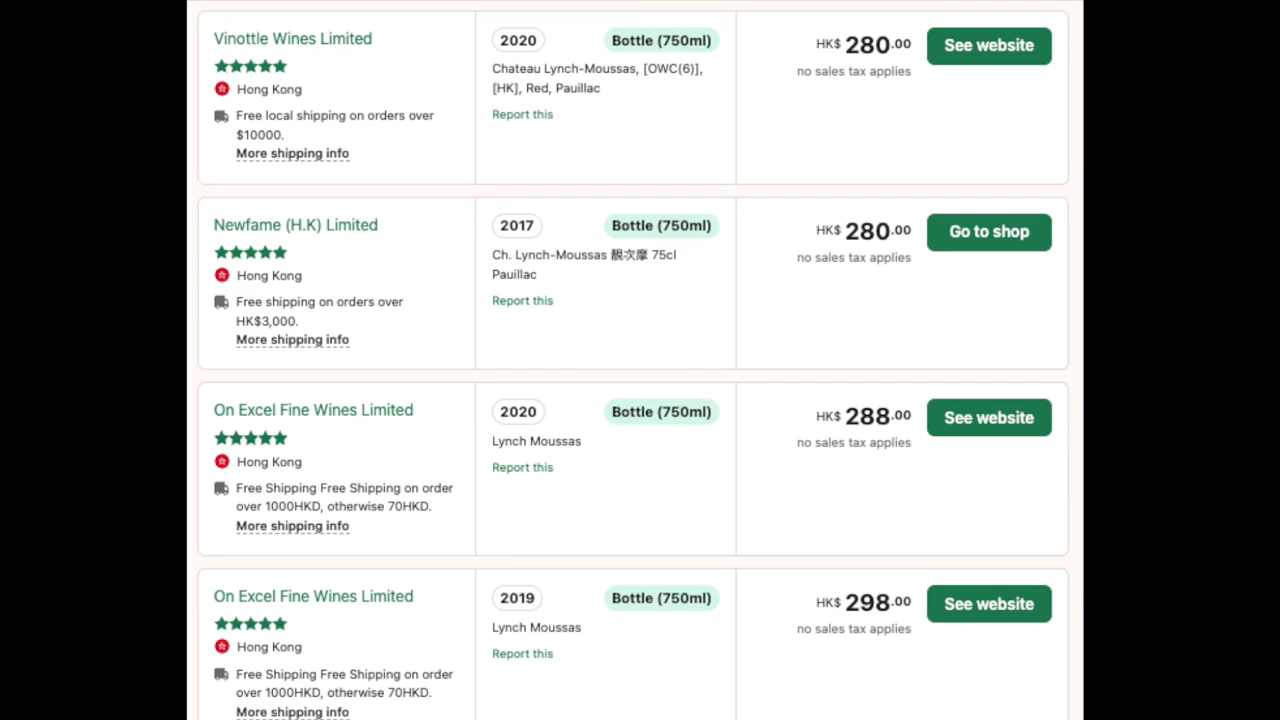 Vinottle Wines Limited
Hong Kong
Free local shipping on orders over
$10000.
More shipping info
2020
Bottle (750ml)
Chateau Lynch-Moussas, [OWC(6)],
[HK], Red, Pauillac
Report this
HK$ 280.00
no sales tax applies
See website
Newfame (H.K) Limited
Hong Kong
Free shipping on orders over
HK$3,000.
More shipping info
2017
Bottle (750ml)
Ch. Lynch-Moussas 靚次摩 75cl
Pauillac
Report this
HK$ 280.00
no sales tax applies
Go to shop
On Excel Fine Wines Limited
Hong Kong
Free Shipping Free Shipping on order
over 1000HKD, otherwise 70HKD.
More shipping info
2020
Bottle (750ml)
Lynch Moussas
Report this
HK$ 288.00
no sales tax applies
See website
On Excel Fine Wines Limited
Hong Kong
Free Shipping Free Shipping on order
over 1000HKD, otherwise 70HKD.
More shipping info
2019
Bottle (750ml)
Lynch Moussas
Report this
HK$ 298.00
no sales tax applies
See website